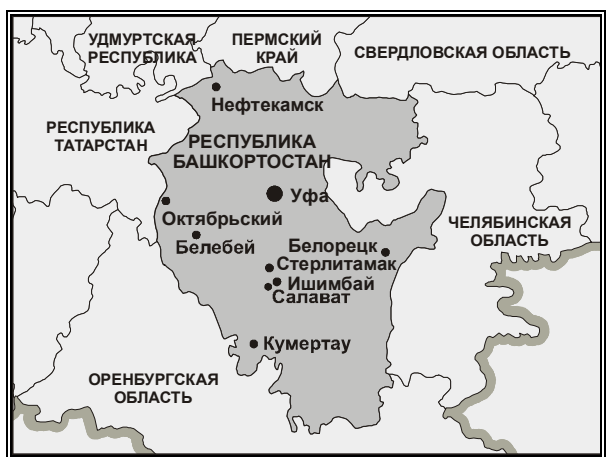 УДМУРТСКАЯ
РЕСПУБЛИКА
ПЕРМСКИЙ
КРАЙ
СВЕРДЛОВСКАЯ ОБЛАСТЬ
Нефтекамск
РЕСПУБЛИКА
ТАТАРСТАН
РЕСПУБЛИКА
БАШКОРТОСТАН
Уфа
Октябрьский
Белебей
ЧЕЛЯБИНСКАЯ
ОБЛАСТЬ
Белорецк
Стерлитамак
Ишимбай
Салават
Кумертау
ОРЕНБУРГСКАЯ
ОБЛАСТЬ